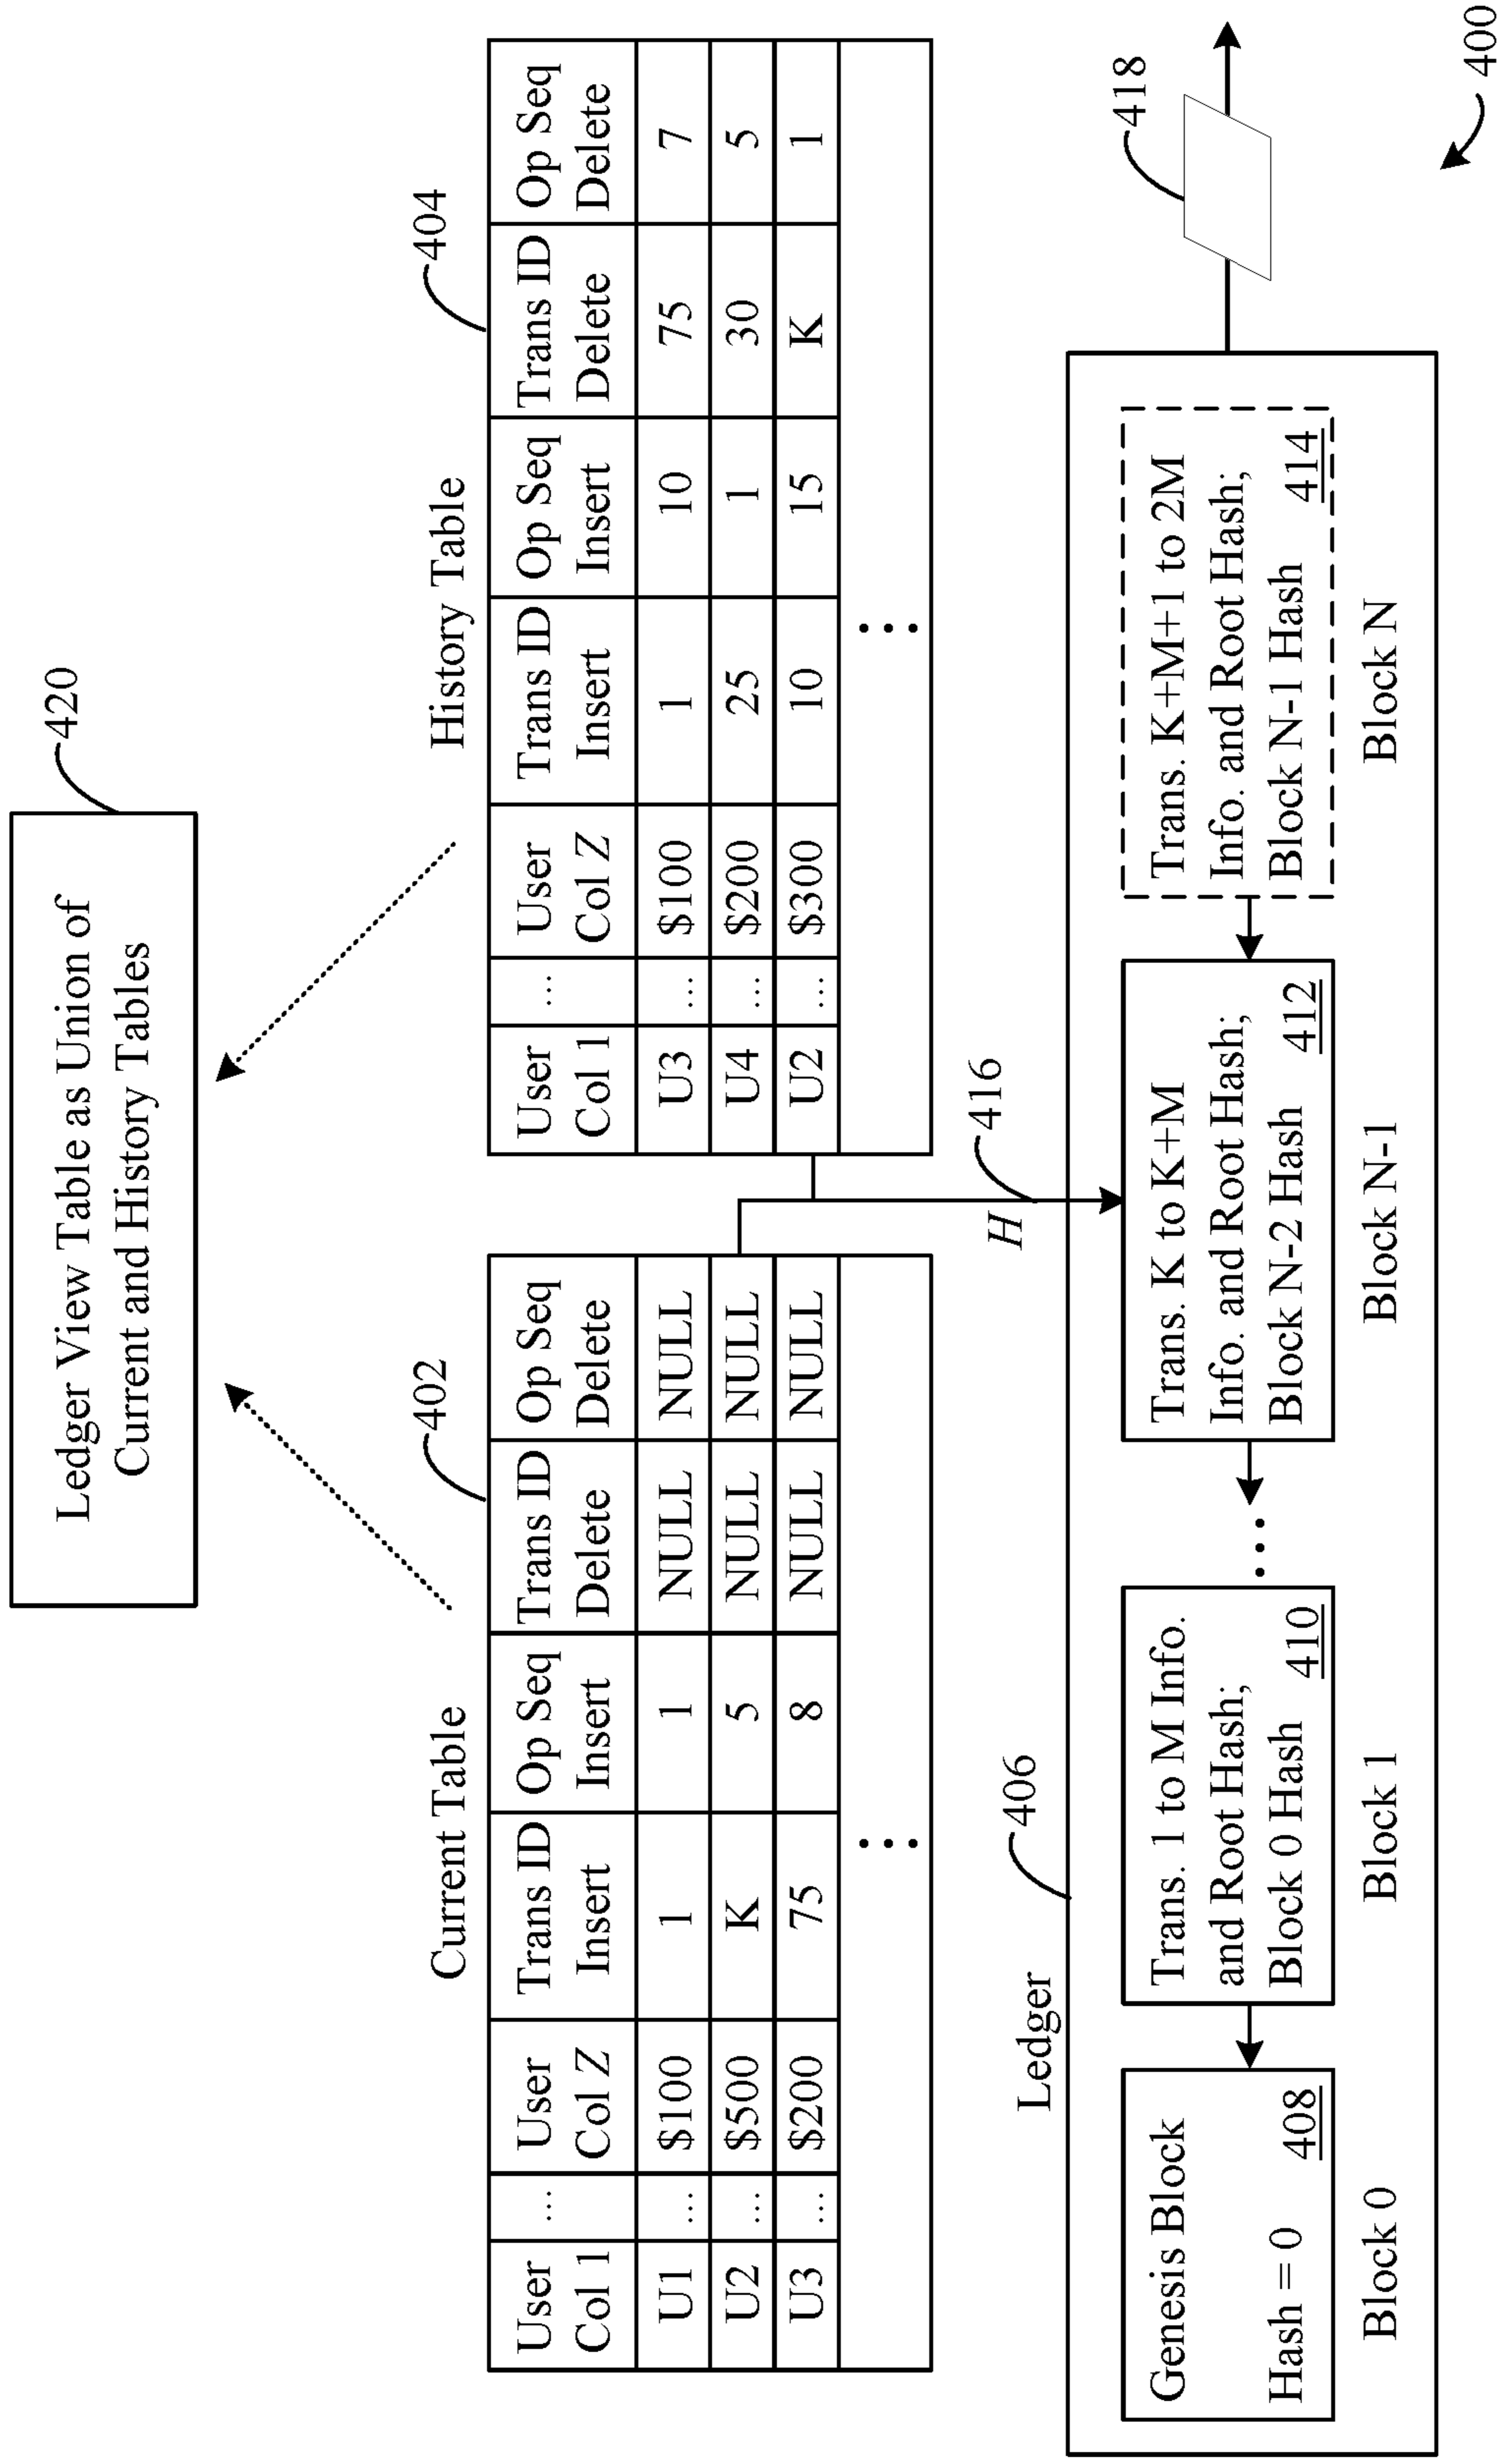 420
Ledger View Table as Union of
Current and History Tables
Current Table
402
User Col 1 ... User Col Z Trans ID Insert Op Seq Insert Trans ID Delete Op Seq Delete
U1 ... $100 1 1 NULL NULL
U2 ... $500 K 5 NULL NULL
U3 ... $200 75 8 NULL NULL
...
History Table
404
User Col 1 ... User Col Z Trans ID Insert Op Seq Insert Trans ID Delete Op Seq Delete
U3 ... $100 1 10 75 7
U4 ... $200 25 1 30 5
U2 ... $300 10 15 K 1
...
H
416
Ledger
406
Genesis Block
Hash = 0 408
Block 0
Trans. 1 to M Info.
and Root Hash;
Block 0 Hash 410
Block 1
...
Trans. K to K+M
Info. and Root Hash;
Block N-2 Hash 412
Block N-1
Trans. K+M+1 to 2M
Info. and Root Hash;
Block N-1 Hash 414
Block N
418
400